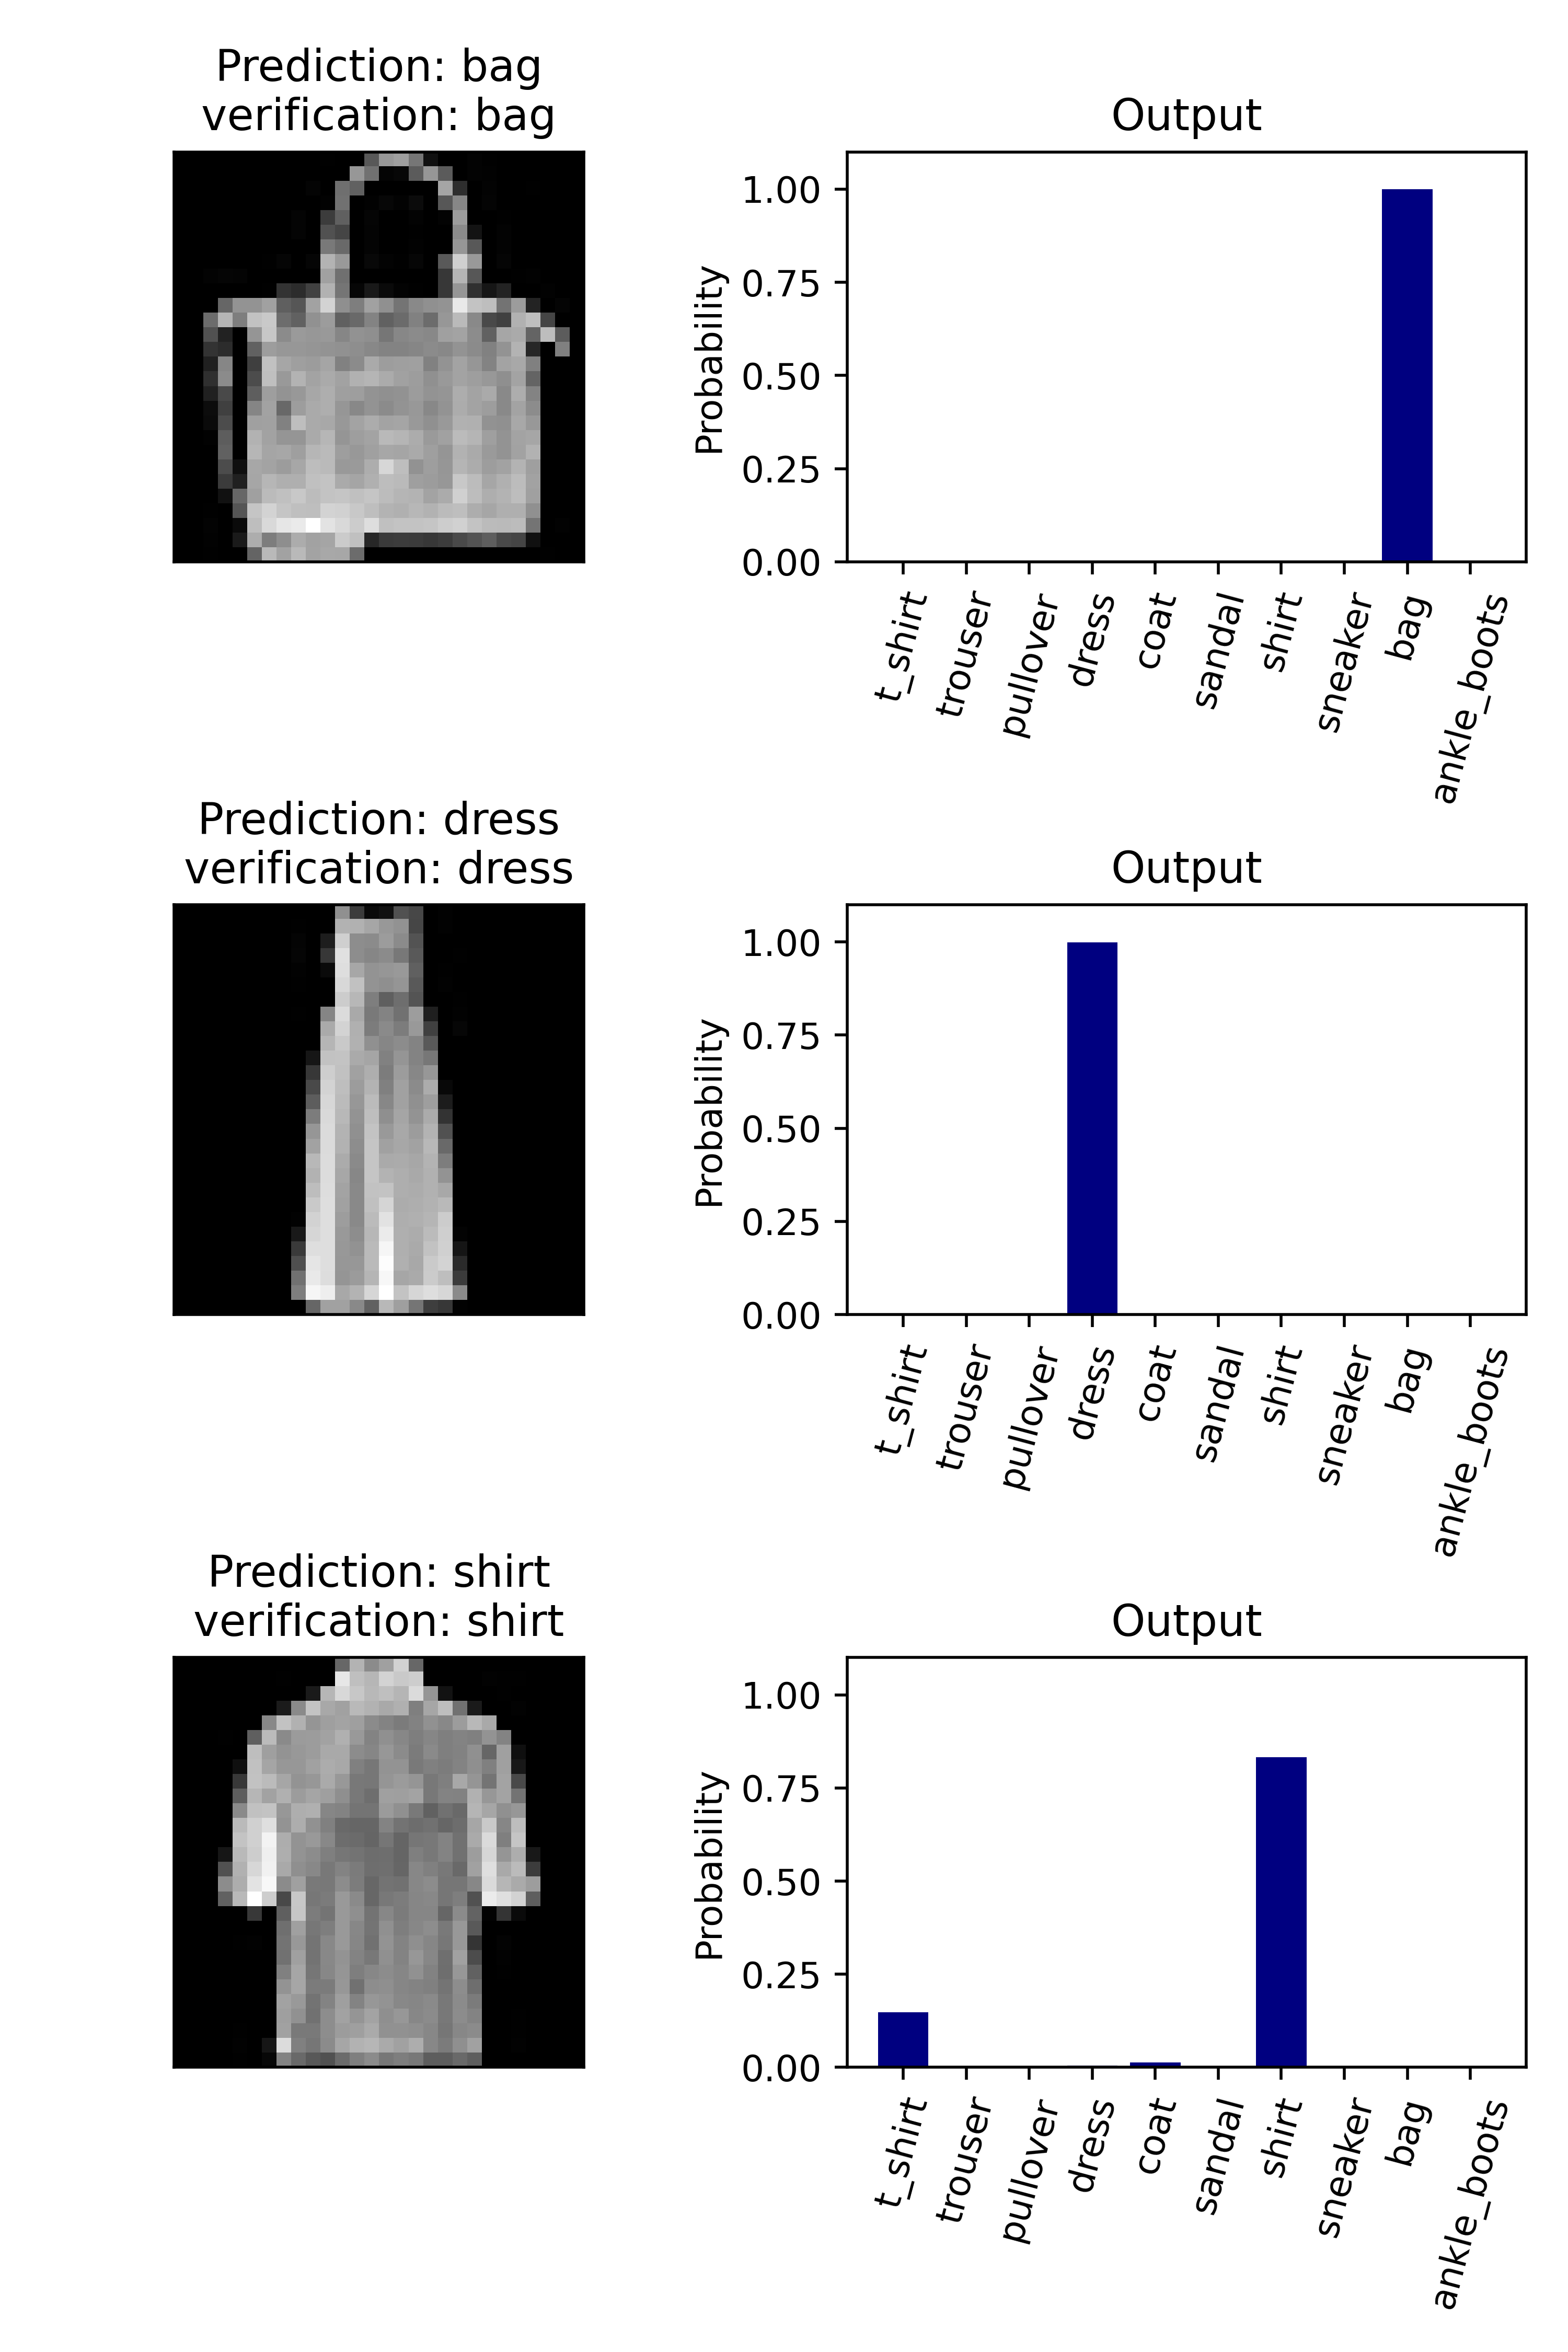 Prediction: bag
verification: bag
Output
Probability
1.00
0.75
0.50
0.25
0.00
t_shirt
trouser
pullover
dress
coat
sandal
shirt
sneaker
bag
ankle_boots
Prediction: dress
verification: dress
Output
Probability
1.00
0.75
0.50
0.25
0.00
t_shirt
trouser
pullover
dress
coat
sandal
shirt
sneaker
bag
ankle_boots
Prediction: shirt
verification: shirt
Output
Probability
1.00
0.75
0.50
0.25
0.00
t_shirt
trouser
pullover
dress
coat
sandal
shirt
sneaker
bag
ankle_boots